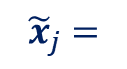 x̃ⱼ =